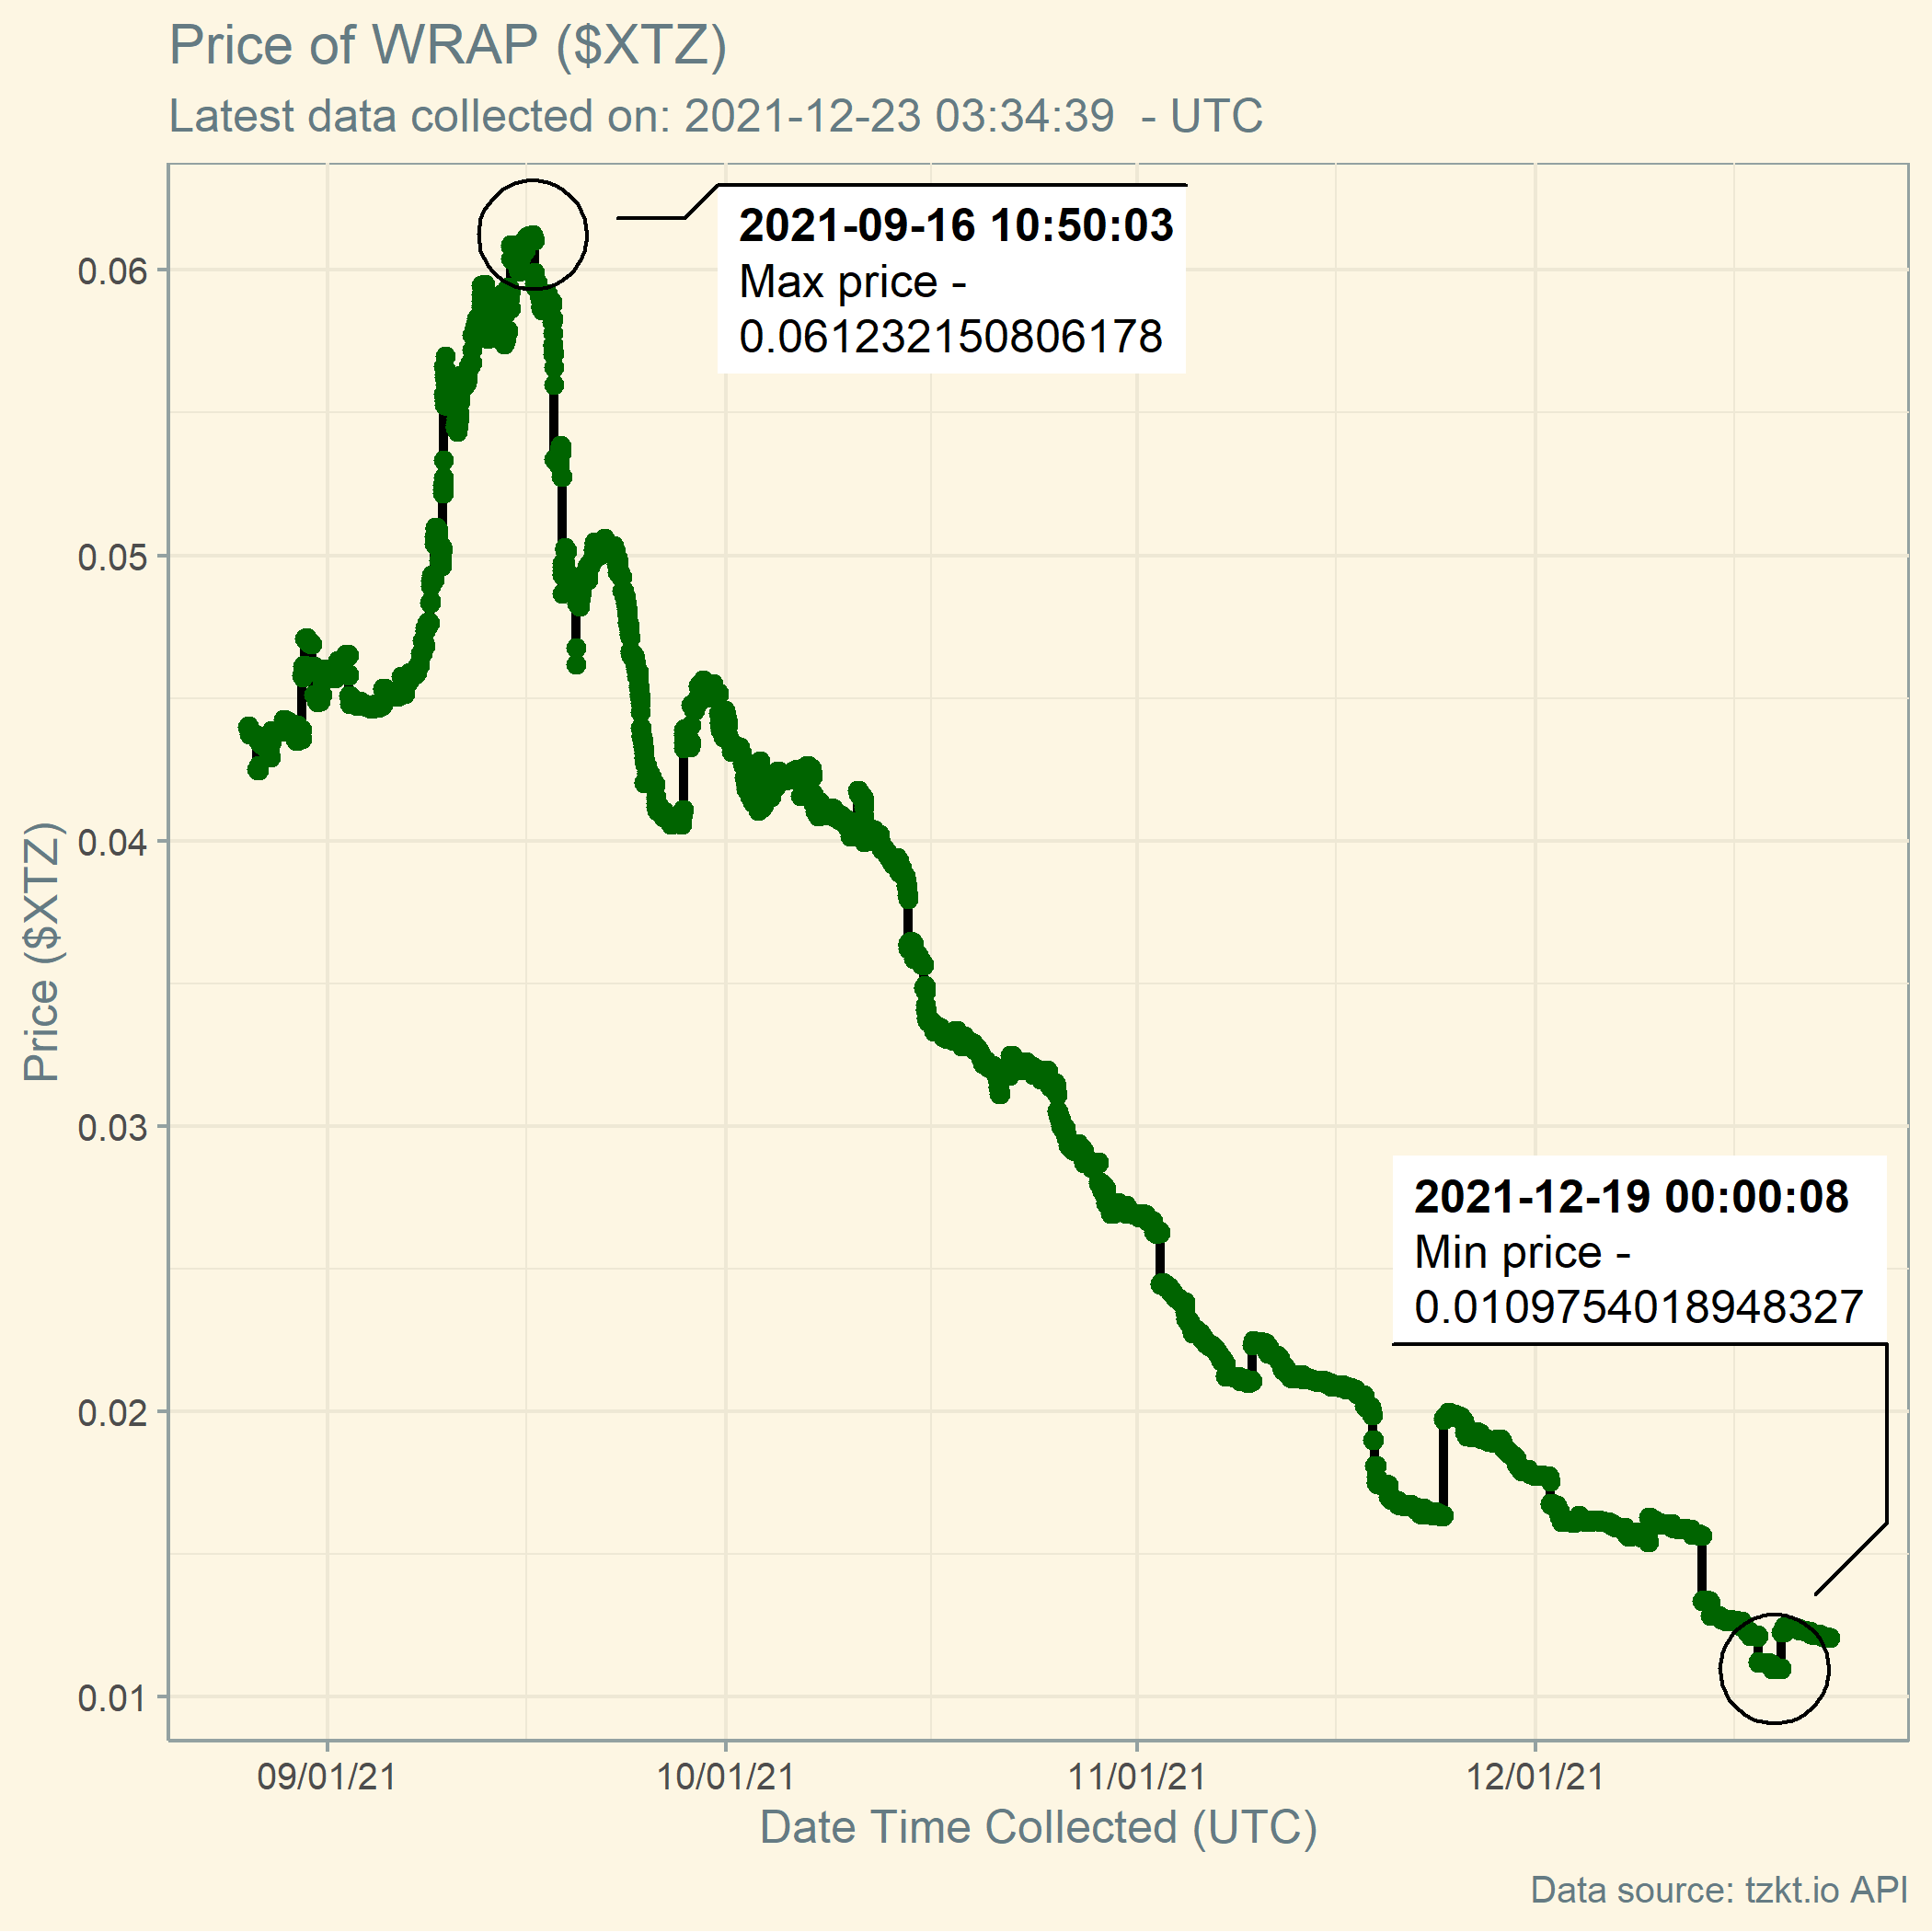 Price of WRAP ($XTZ)
Latest data collected on: 2021-12-23 03:34:39  - UTC
2021-09-16 10:50:03
Max price -
0.061232150806178
0.06
0.05
0.04
0.03
0.02
0.01
Price ($XTZ)
2021-12-19 00:00:08
Min price -
0.0109754018948327
09/01/21
10/01/21
11/01/21
12/01/21
Date Time Collected (UTC)
Data source: tzkt.io API